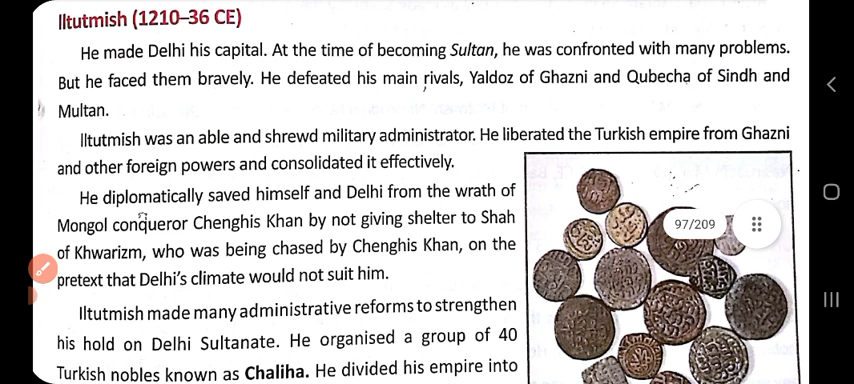 Iltutmish (1210–36 CE)
He made Delhi his capital. At the time of becoming Sultan, he was confronted with many problems.
But he faced them bravely. He defeated his main rivals, Yaldoz of Ghazni and Qubecha of Sindh and
Multan.
Iltutmish was an able and shrewd military administrator. He liberated the Turkish empire from Ghazni
and other foreign powers and consolidated it effectively.
He diplomatically saved himself and Delhi from the wrath of
Mongol conqueror Chenghis Khan by not giving shelter to Shah
of Khwarizm, who was being chased by Chenghis Khan, on the
pretext that Delhi's climate would not suit him.
Iltutmish made many administrative reforms to strengthen
his hold on Delhi Sultanate. He organised a group of 40
Turkish nobles known as Chaliha. He divided his empire into
97/209